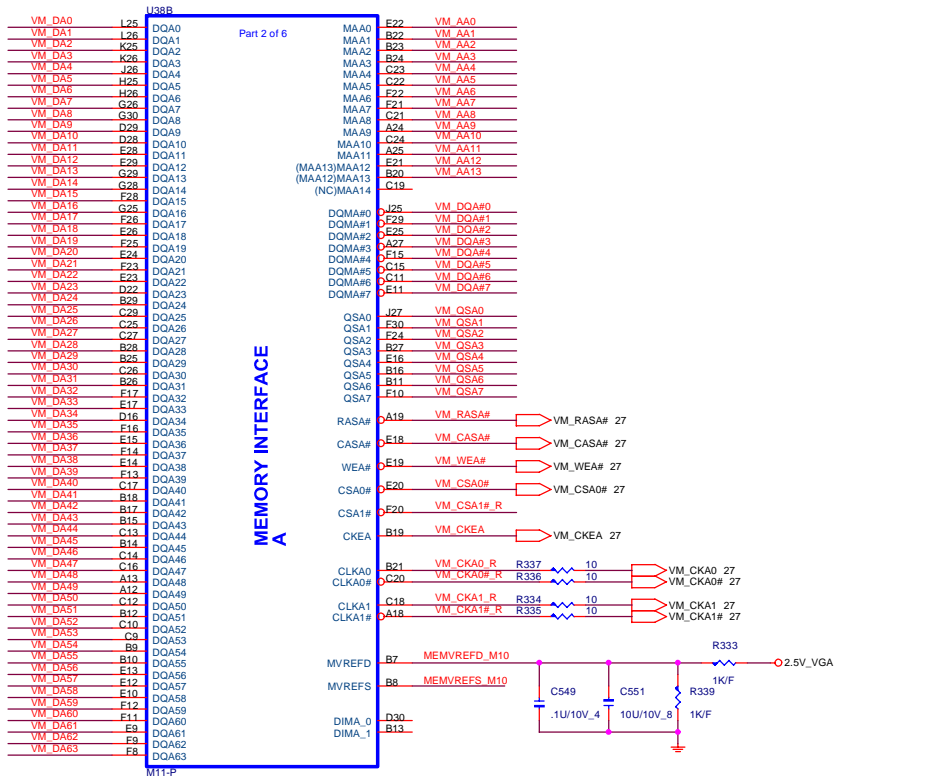 U38B
Part 2 of 6
VM_DA0 L25 DQA0
VM_DA1 L26 DQA1
VM_DA2 K25 DQA2
VM_DA3 K26 DQA3
VM_DA4 J26 DQA4
VM_DA5 H25 DQA5
VM_DA6 H26 DQA6
VM_DA7 G26 DQA7
VM_DA8 G30 DQA8
VM_DA9 D29 DQA9
VM_DA10 D28 DQA10
VM_DA11 E28 DQA11
VM_DA12 E29 DQA12
VM_DA13 G29 DQA13
VM_DA14 G28 DQA14
VM_DA15 F28 DQA15
VM_DA16 G25 DQA16
VM_DA17 F26 DQA17
VM_DA18 E26 DQA18
VM_DA19 F25 DQA19
VM_DA20 E24 DQA20
VM_DA21 F23 DQA21
VM_DA22 E23 DQA22
VM_DA23 D22 DQA23
VM_DA24 B29 DQA24
VM_DA25 C29 DQA25
VM_DA26 C25 DQA26
VM_DA27 C27 DQA27
VM_DA28 B28 DQA28
VM_DA29 B25 DQA29
VM_DA30 C26 DQA30
VM_DA31 B26 DQA31
VM_DA32 F17 DQA32
VM_DA33 E17 DQA33
VM_DA34 D16 DQA34
VM_DA35 F16 DQA35
VM_DA36 E15 DQA36
VM_DA37 F14 DQA37
VM_DA38 E14 DQA38
VM_DA39 F13 DQA39
VM_DA40 C17 DQA40
VM_DA41 B18 DQA41
VM_DA42 B17 DQA42
VM_DA43 B15 DQA43
VM_DA44 C13 DQA44
VM_DA45 B14 DQA45
VM_DA46 C14 DQA46
VM_DA47 C16 DQA47
VM_DA48 A13 DQA48
VM_DA49 A12 DQA49
VM_DA50 C12 DQA50
VM_DA51 B12 DQA51
VM_DA52 C10 DQA52
VM_DA53 C9 DQA53
VM_DA54 B9 DQA54
VM_DA55 B10 DQA55
VM_DA56 E13 DQA56
VM_DA57 E12 DQA57
VM_DA58 E10 DQA58
VM_DA59 F12 DQA59
VM_DA60 F11 DQA60
VM_DA61 E9 DQA61
VM_DA62 F9 DQA62
VM_DA63 F8 DQA63
MEMORY INTERFACE
A
MAA0 E22 VM_AA0
MAA1 B22 VM_AA1
MAA2 B23 VM_AA2
MAA3 B24 VM_AA3
MAA4 C23 VM_AA4
MAA5 C22 VM_AA5
MAA6 F22 VM_AA6
MAA7 F21 VM_AA7
MAA8 C21 VM_AA8
MAA9 A24 VM_AA9
MAA10 C24 VM_AA10
MAA11 A25 VM_AA11
(MAA13)MAA12 E21 VM_AA12
(MAA12)MAA13 B20 VM_AA13
(NC)MAA14 C19
DQMA#0 J25 VM_DQA#0
DQMA#1 F29 VM_DQA#1
DQMA#2 E25 VM_DQA#2
DQMA#3 A27 VM_DQA#3
DQMA#4 F15 VM_DQA#4
DQMA#5 C15 VM_DQA#5
DQMA#6 C11 VM_DQA#6
DQMA#7 E11 VM_DQA#7
QSA0 J27 VM_QSA0
QSA1 F30 VM_QSA1
QSA2 F24 VM_QSA2
QSA3 B27 VM_QSA3
QSA4 E16 VM_QSA4
QSA5 B16 VM_QSA5
QSA6 B11 VM_QSA6
QSA7 F10 VM_QSA7
RASA# A19 VM_RASA# VM_RASA# 27
CASA# E18 VM_CASA# VM_CASA# 27
WEA# E19 VM_WEA# VM_WEA# 27
CSA0# E20 VM_CSA0# VM_CSA0# 27
CSA1# F20 VM_CSA1#_R
CKEA B19 VM_CKEA VM_CKEA 27
CLKA0 B21 VM_CKA0_R R337 10 VM_CKA0 27
CLKA0# C20 VM_CKA0#_R R336 10 VM_CKA0# 27
CLKA1 C18 VM_CKA1_R R334 10 VM_CKA1 27
CLKA1# A18 VM_CKA1#_R R335 10 VM_CKA1# 27
MVREFD B7 MEMVREFD_M10 R333 1K/F 2.5V_VGA
MVREFS B8 MEMVREFS_M10
C549 .1U/10V_4
C551 10U/10V_8
R339 1K/F
DIMA_0 D30
DIMA_1 B13
M11-P